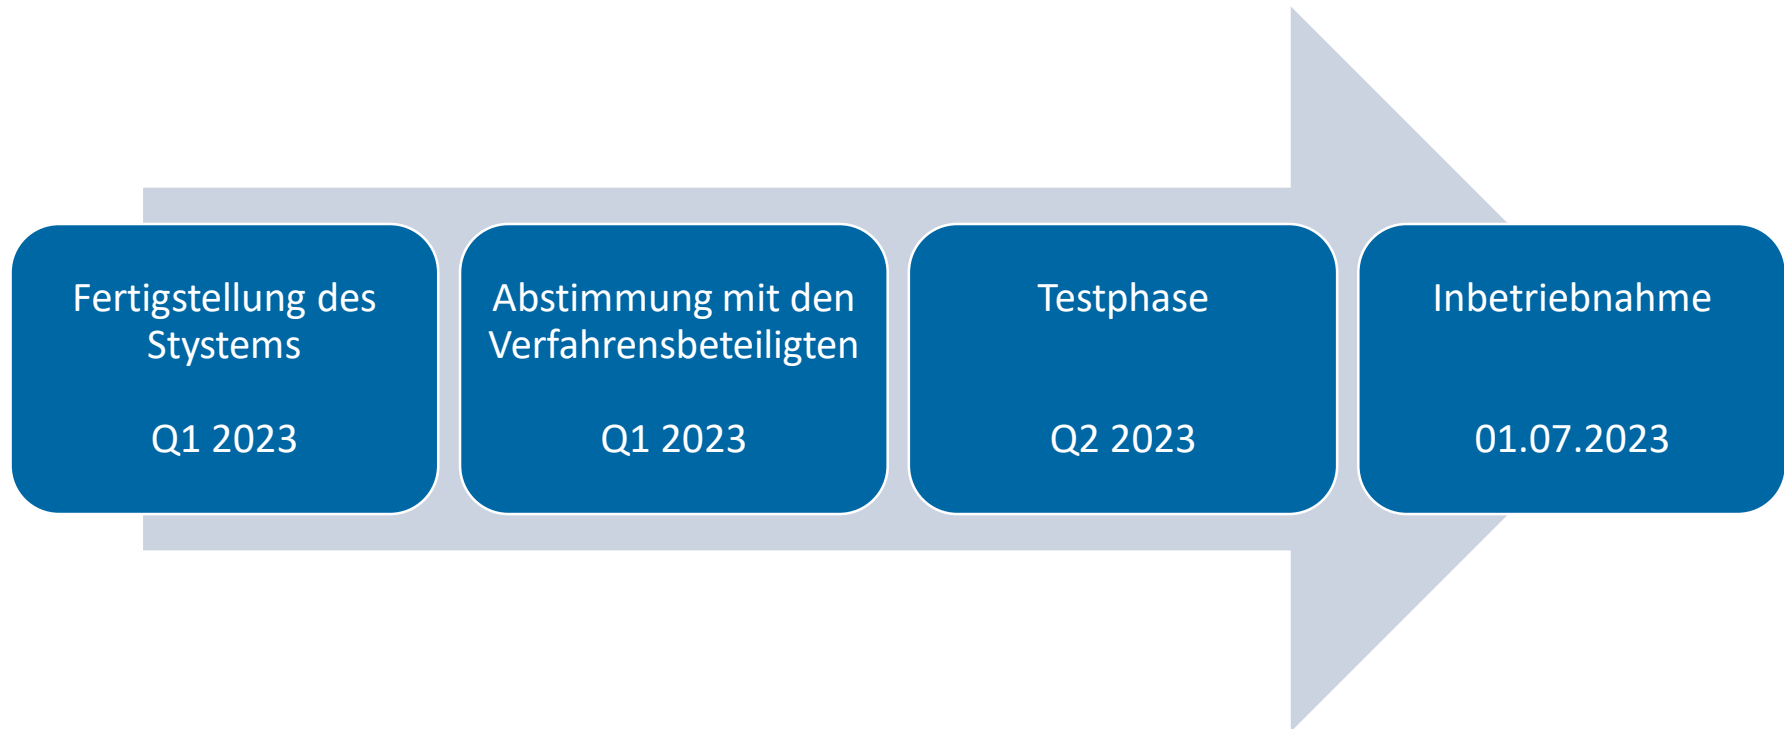 Fertigstellung des
Stystems
Q1 2023
Abstimmung mit den
Verfahrensbeteiligten
Q1 2023
Testphase
Q2 2023
Inbetriebnahme
01.07.2023